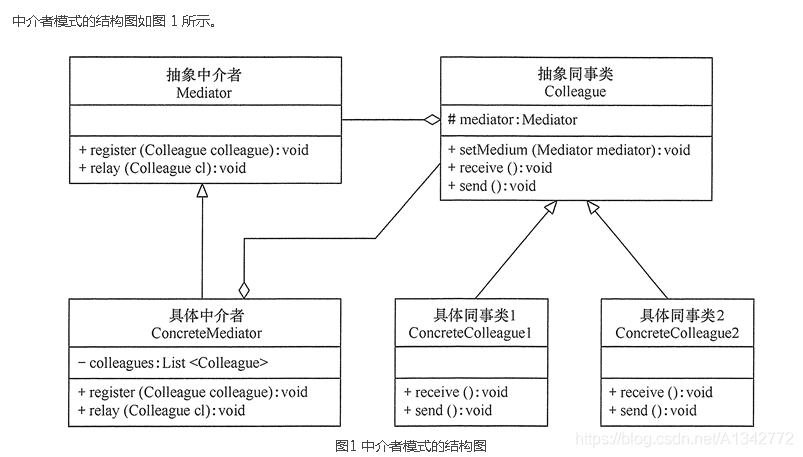 中介者模式的结构图如图 1 所示。
抽象中介者
Mediator
+ register (Colleague colleague): void
+ relay (Colleague cl): void
抽象同事类
Colleague
# mediator: Mediator
+ setMedium (Mediator mediator): void
+ receive (): void
+ send (): void
具体中介者
ConcreteMediator
- colleagues: List <Colleague>
+ register (Colleague colleague): void
+ relay (Colleague cl): void
具体同事类1
ConcreteColleague1
+ receive (): void
+ send (): void
具体同事类2
ConcreteColleague2
+ receive (): void
+ send (): void
图1 中介者模式的结构图
https://blog.csdn.net/A1342772